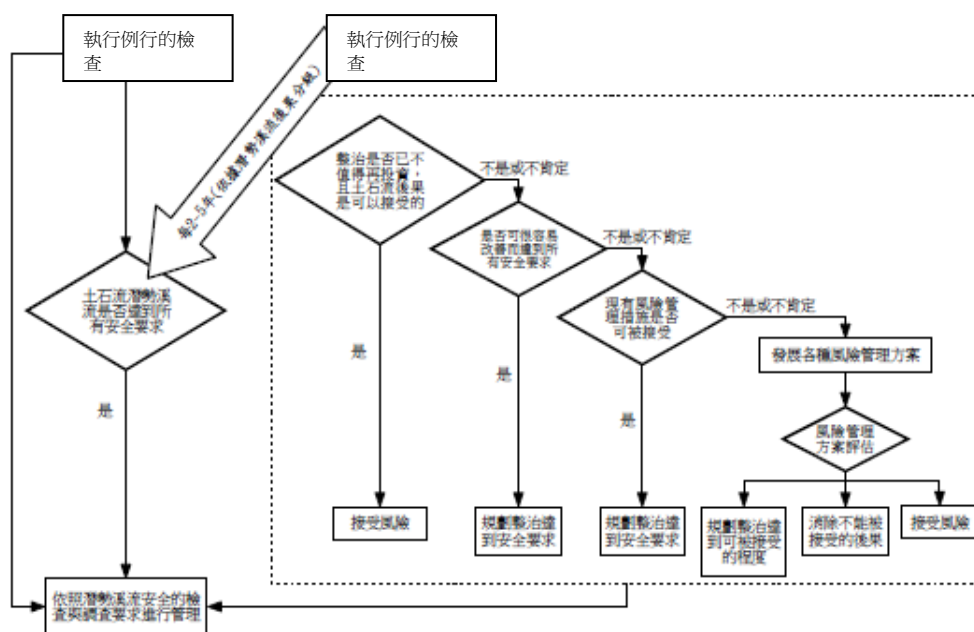 執行例行的檢
查
執行例行的檢
查
每2-5年(依據潛勢溪流後果分級)
土石流潛勢溪
流是否達到所
有安全要求
是
整治是否已不
值得再投資，
且土石流後果
是可以接受的
不是或不肯定
是否可很容易
改善而達到所
有安全要求
不是或不肯定
現有風險管
理措施是否
可被接受
不是或不肯定
發展各種風險管理方案
是
是
是
風險管理
方案評估
接受風險
規劃整治達
到安全要求
規劃整治達
到安全要求
規劃整治達
到可被接受
的程度
消除不能被
接受的後果
接受風險
依照潛勢溪流安全的檢
查與調查要求進行管理